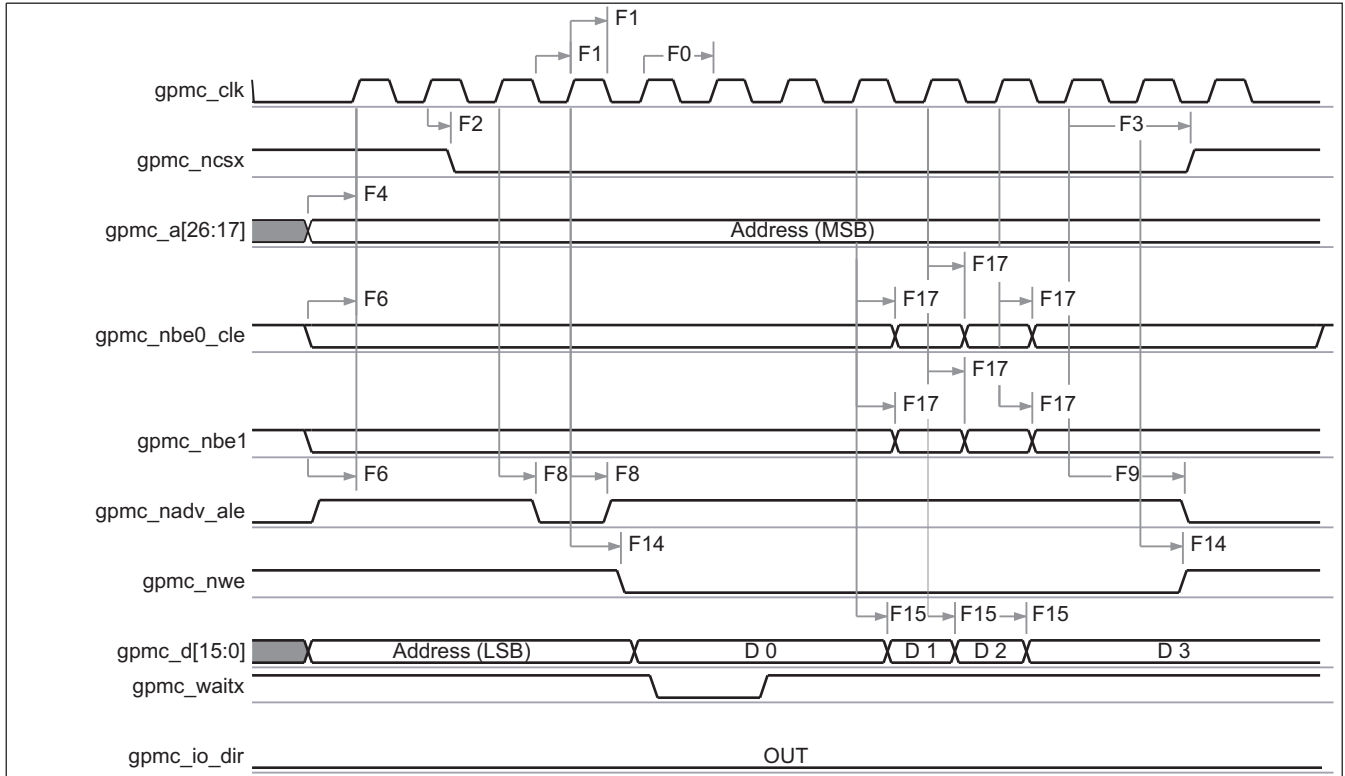 F1
F1 F0
gpmc_clk
F2 F3
gpmc_ncsx
F4
gpmc_a[26:17] Address (MSB)
F17
F6 F17 F17
gpmc_nbe0_cle
F17
F17 F17
gpmc_nbe1
F6 F8 F8 F9
gpmc_nadv_ale
F14 F14
gpmc_nwe
F15 F15 F15
gpmc_d[15:0] Address (LSB) D 0 D 1 D 2 D 3
gpmc_waitx
gpmc_io_dir OUT